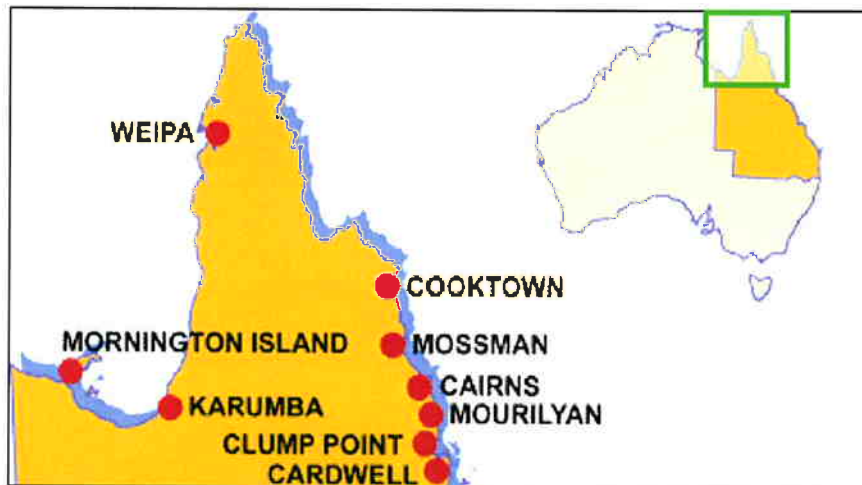 WEIPA
COOKTOWN
MORNINGTON ISLAND
MOSSMAN
CAIRNS
KARUMBA
MOURILYAN
CLUMP POINT
CARDWELL